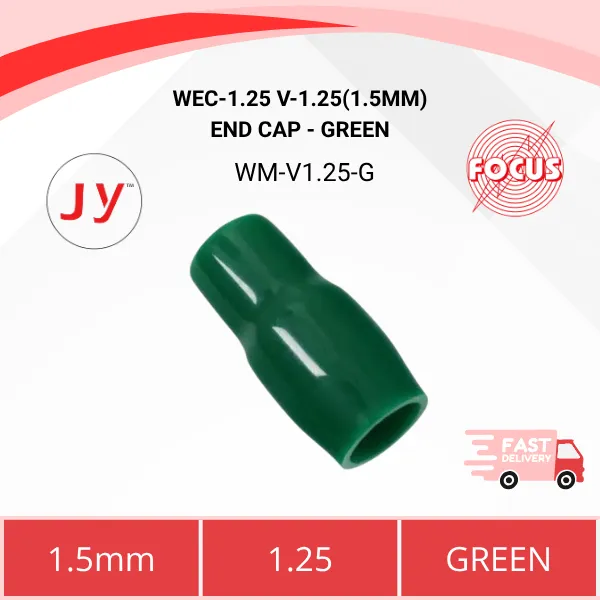 WEC-1.25 V-1.25(1.5MM)
END CAP - GREEN
WM-V1.25-G
JY™
FOCUS
FAST
DELIVERY
1.5mm
1.25
GREEN